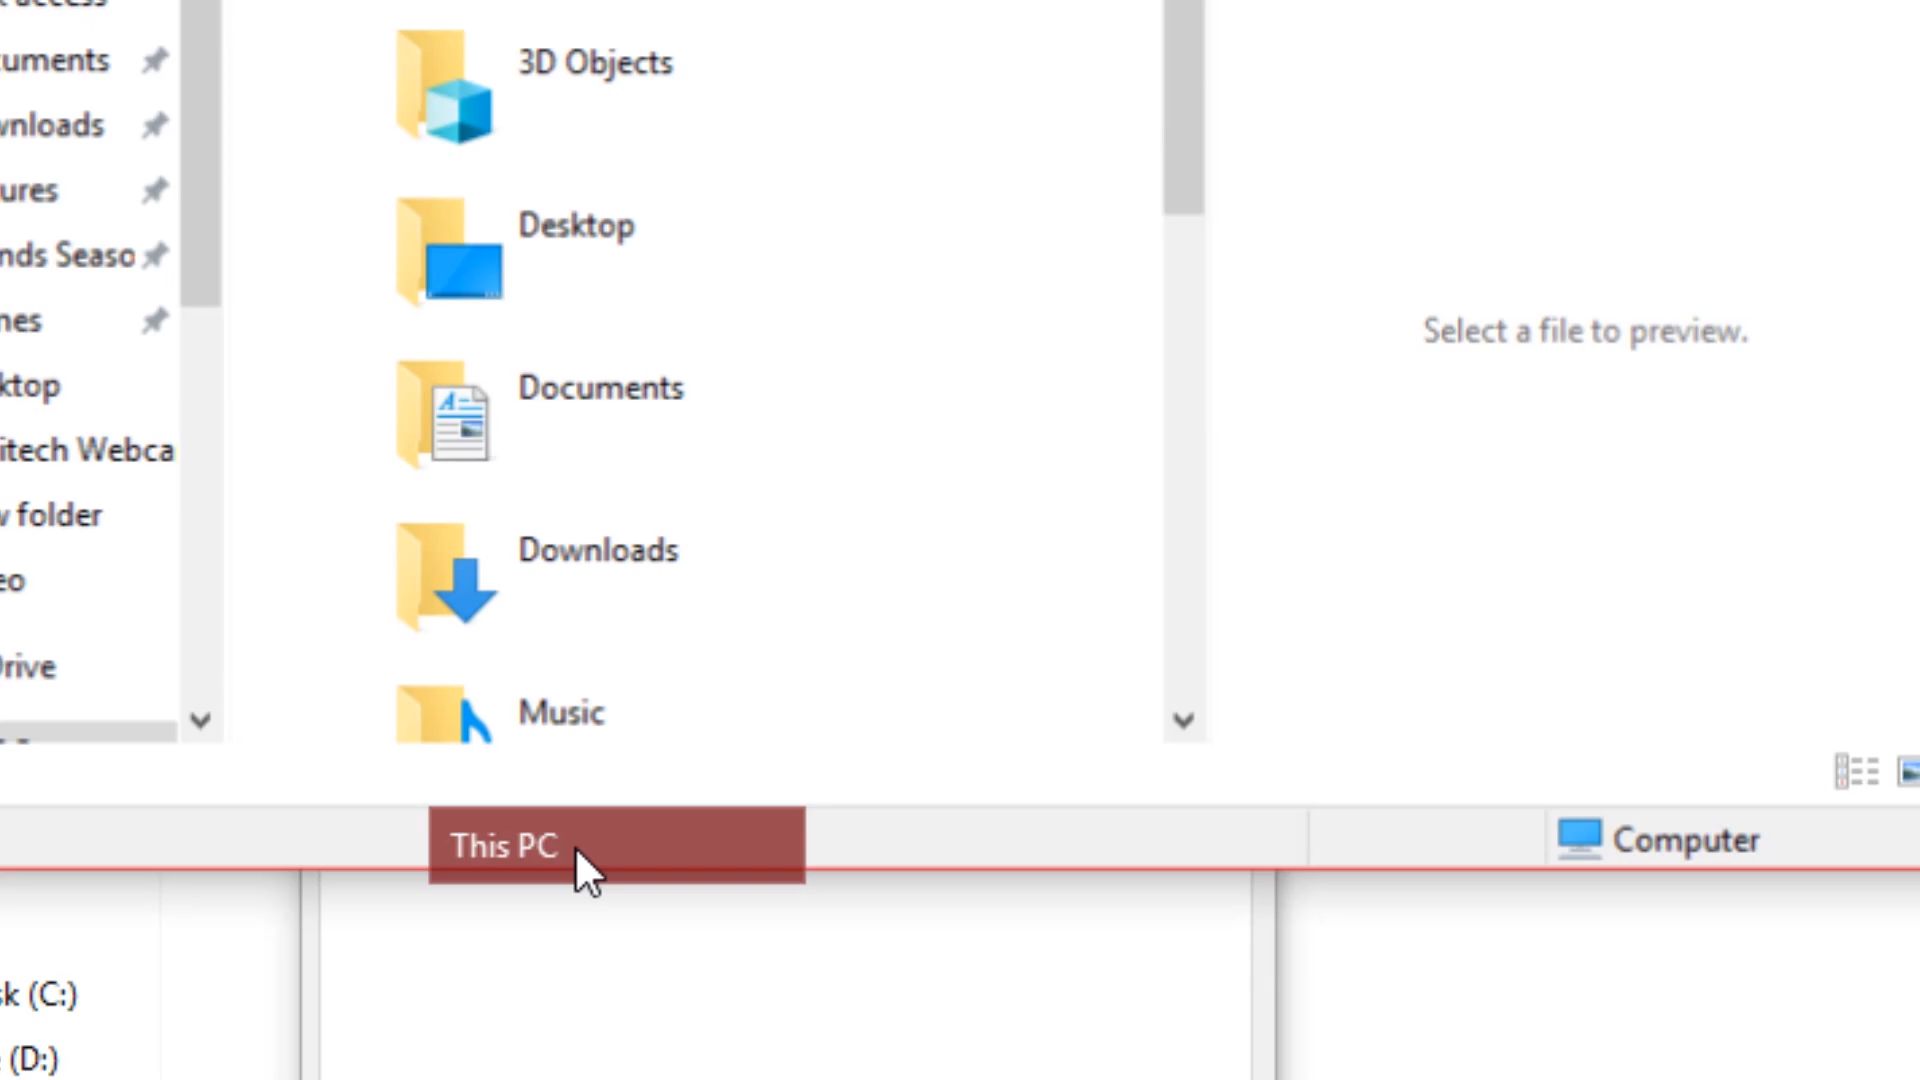 uments
wnloads
ures
nds Seaso
nes
ktop
itech Webca
w folder
eo
Drive
3D Objects
Desktop
Documents
Downloads
Music
Select a file to preview.
This PC
Computer
sk (C:)
(D:)